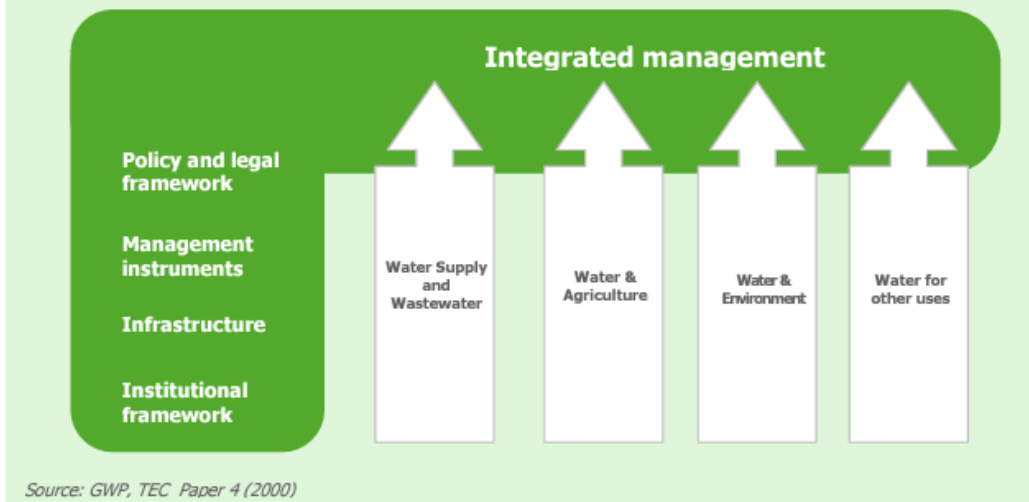 Integrated management
Policy and legal
framework
Management
instruments
Infrastructure
Institutional
framework
Water Supply
and
Wastewater
Water &
Agriculture
Water &
Environment
Water for
other uses
Source: GWP, TEC Paper 4 (2000)